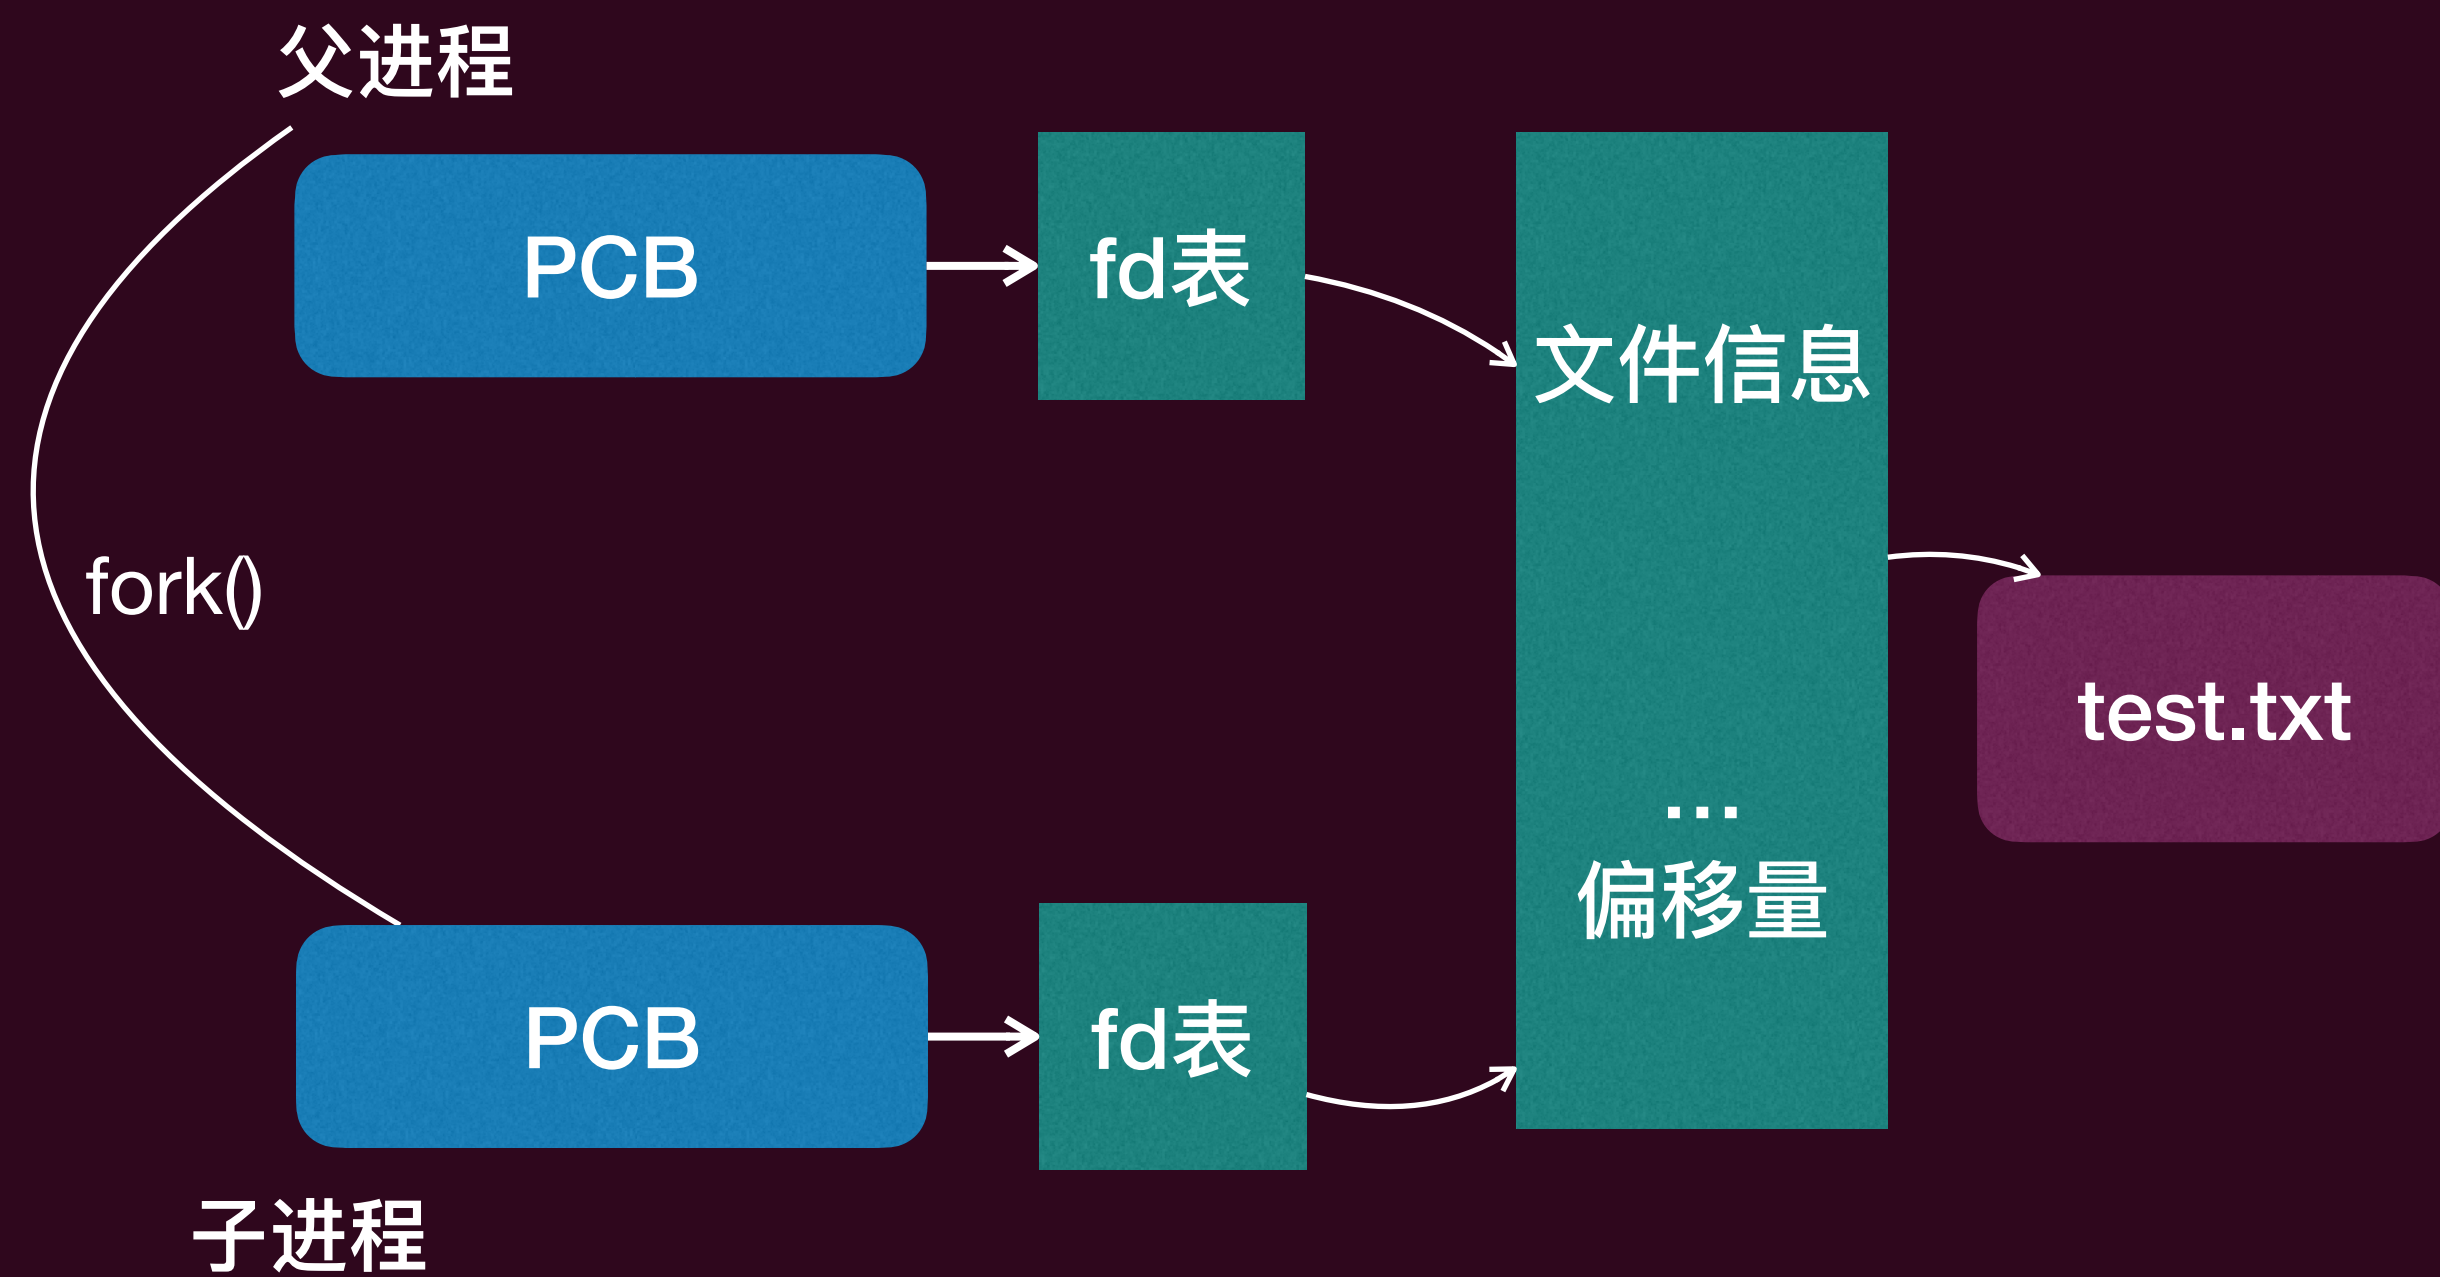 父进程
PCB
fd表
文件信息
fork()
test.txt
...
偏移量
PCB
fd表
子进程